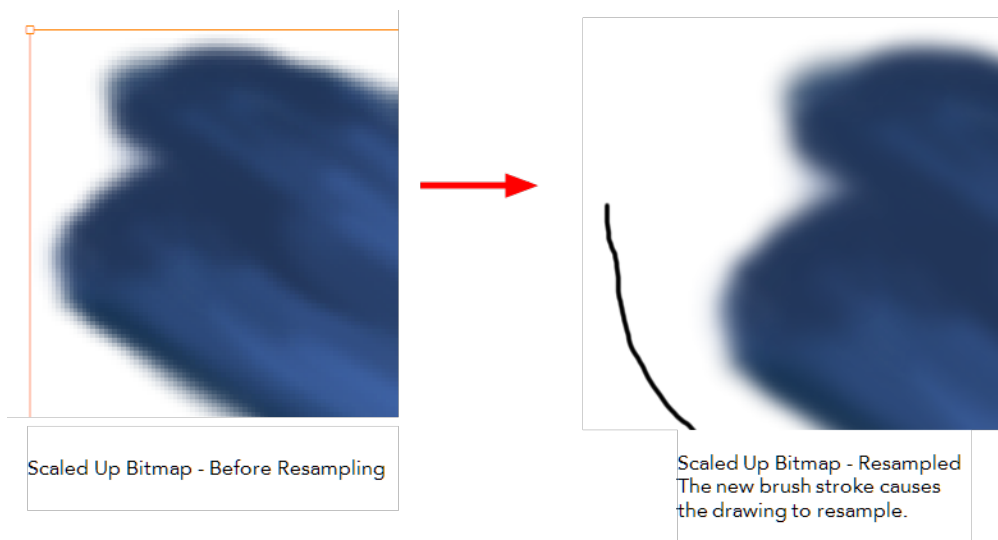 Scaled Up Bitmap - Before Resampling
Scaled Up Bitmap - Resampled
The new brush stroke causes
the drawing to resample.